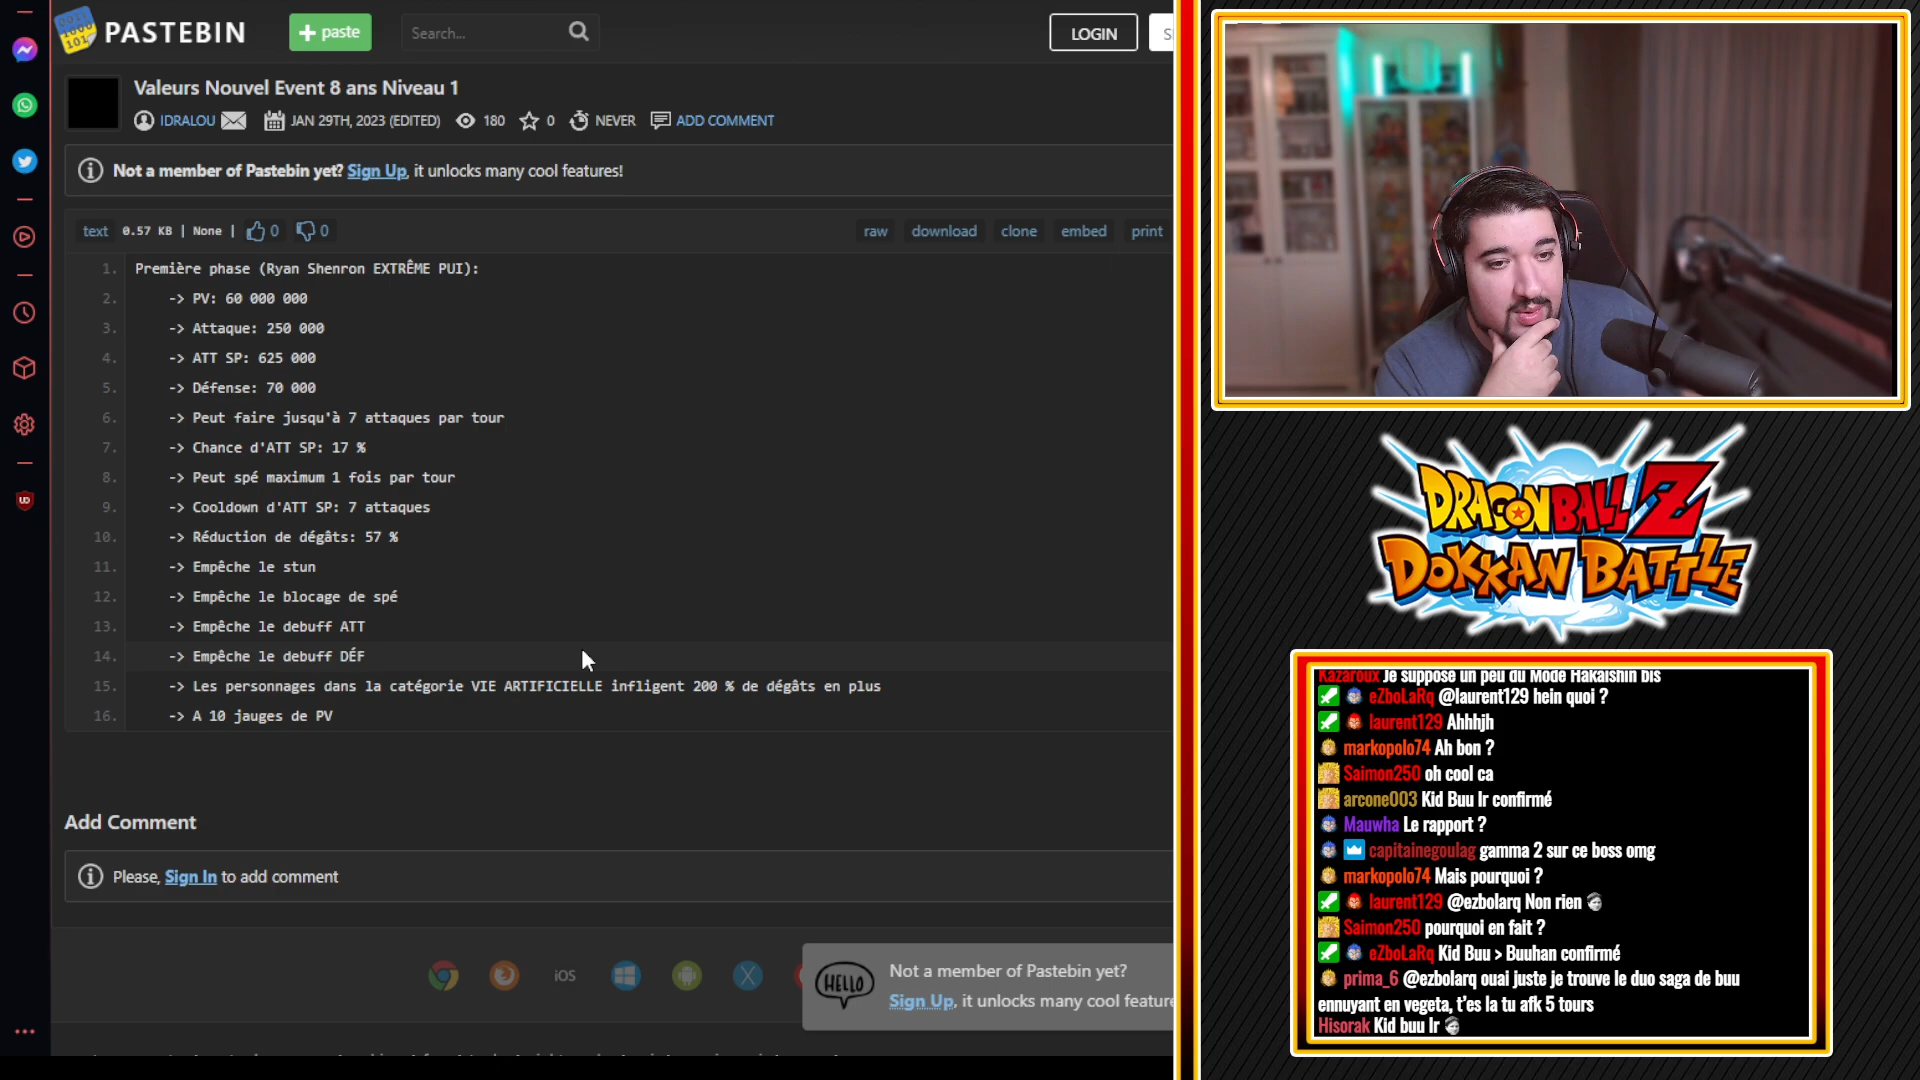 PASTEBIN
+ paste
Search...
LOGIN
Valeurs Nouvel Event 8 ans Niveau 1
IDRALOU JAN 29TH, 2023 (EDITED) 180 0 NEVER ADD COMMENT
Not a member of Pastebin yet? Sign Up, it unlocks many cool features!
text 0.57 KB | None | 0 0 raw download clone embed print
1. Première phase (Ryan Shenron EXTRÊME PUI):
2. -> PV: 60 000 000
3. -> Attaque: 250 000
4. -> ATT SP: 625 000
5. -> Défense: 70 000
6. -> Peut faire jusqu'à 7 attaques par tour
7. -> Chance d'ATT SP: 17 %
8. -> Peut spé maximum 1 fois par tour
9. -> Cooldown d'ATT SP: 7 attaques
10. -> Réduction de dégâts: 57 %
11. -> Empêche le stun
12. -> Empêche le blocage de spé
13. -> Empêche le debuff ATT
14. -> Empêche le debuff DÉF
15. -> Les personnages dans la catégorie VIE ARTIFICIELLE infligent 200 % de dégâts en plus
16. -> A 10 jauges de PV
Add Comment
Please, Sign In to add comment
iOS
HELLO
Not a member of Pastebin yet?
Sign Up, it unlocks many cool feature
DRAGONBALL Z
DOKKAN BATTLE
Kazaroux Je suppose un peu du Mode Hakaishin bis
eZboLaRq @laurent129 hein quoi ?
laurent129 Ahhhjh
markopolo74 Ah bon ?
Saimon250 oh cool ca
arcone003 Kid Buu lr confirmé
Mauwha Le rapport ?
capitainegoulag gamma 2 sur ce boss omg
markopolo74 Mais pourquoi ?
laurent129 @ezbolarq Non rien
Saimon250 pourquoi en fait ?
eZboLaRq Kid Buu > Buuhan confirmé
prima_6 @ezbolarq ouai juste je trouve le duo saga de buu
ennuyant en vegeta, t'es la tu afk 5 tours
Hisorak Kid buu lr